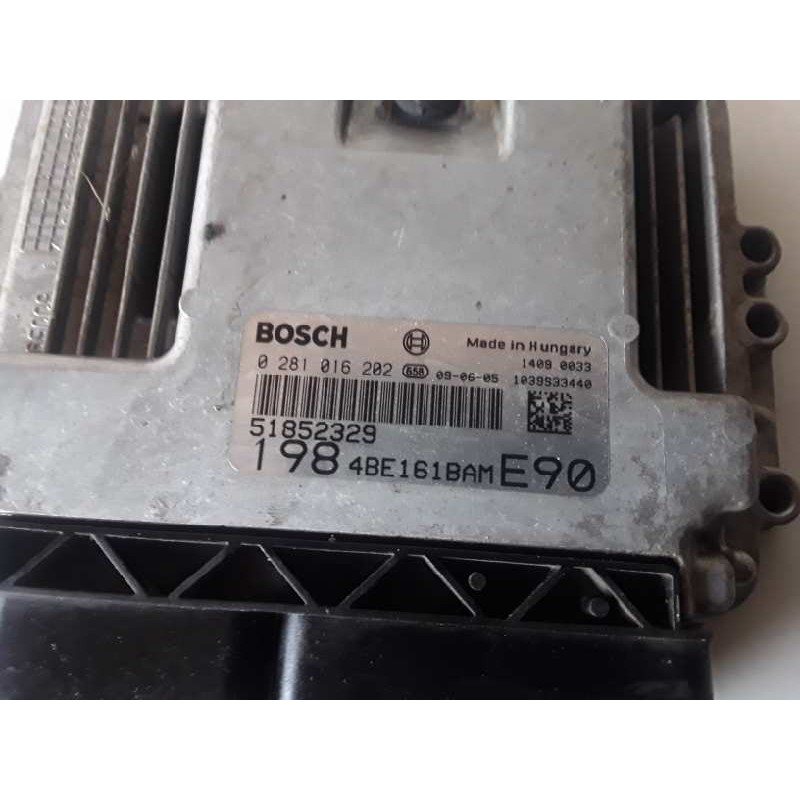 BOSCH Made in Hungary
0 281 016 202 658 09-06-05 1409 0033
1039S33440
51852329
198 4BE161BAM E90